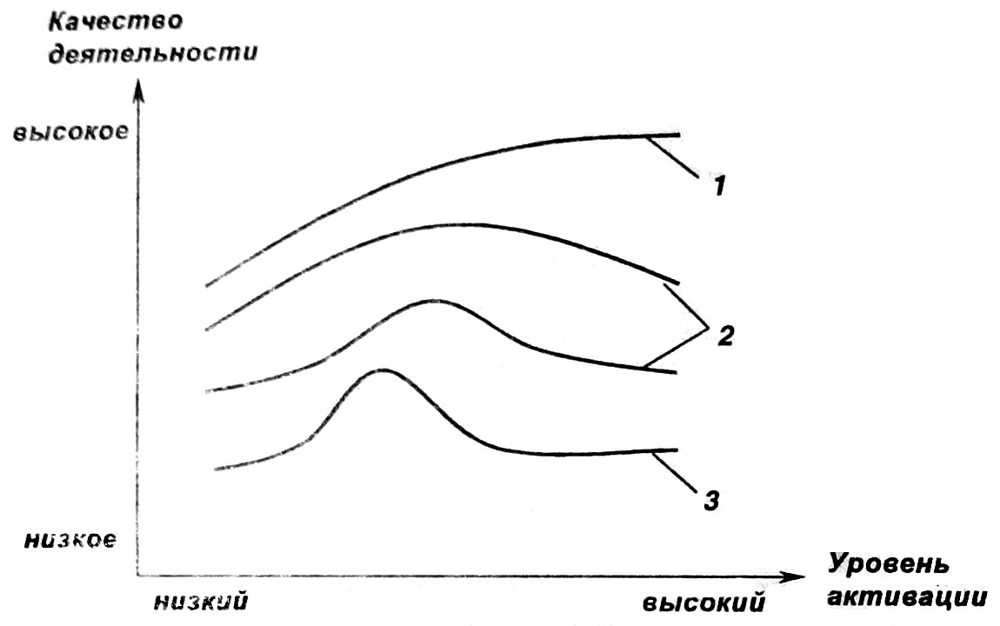 Качество
деятельности
высокое
1
2
3
низкое
низкий
высокий
Уровень
активации